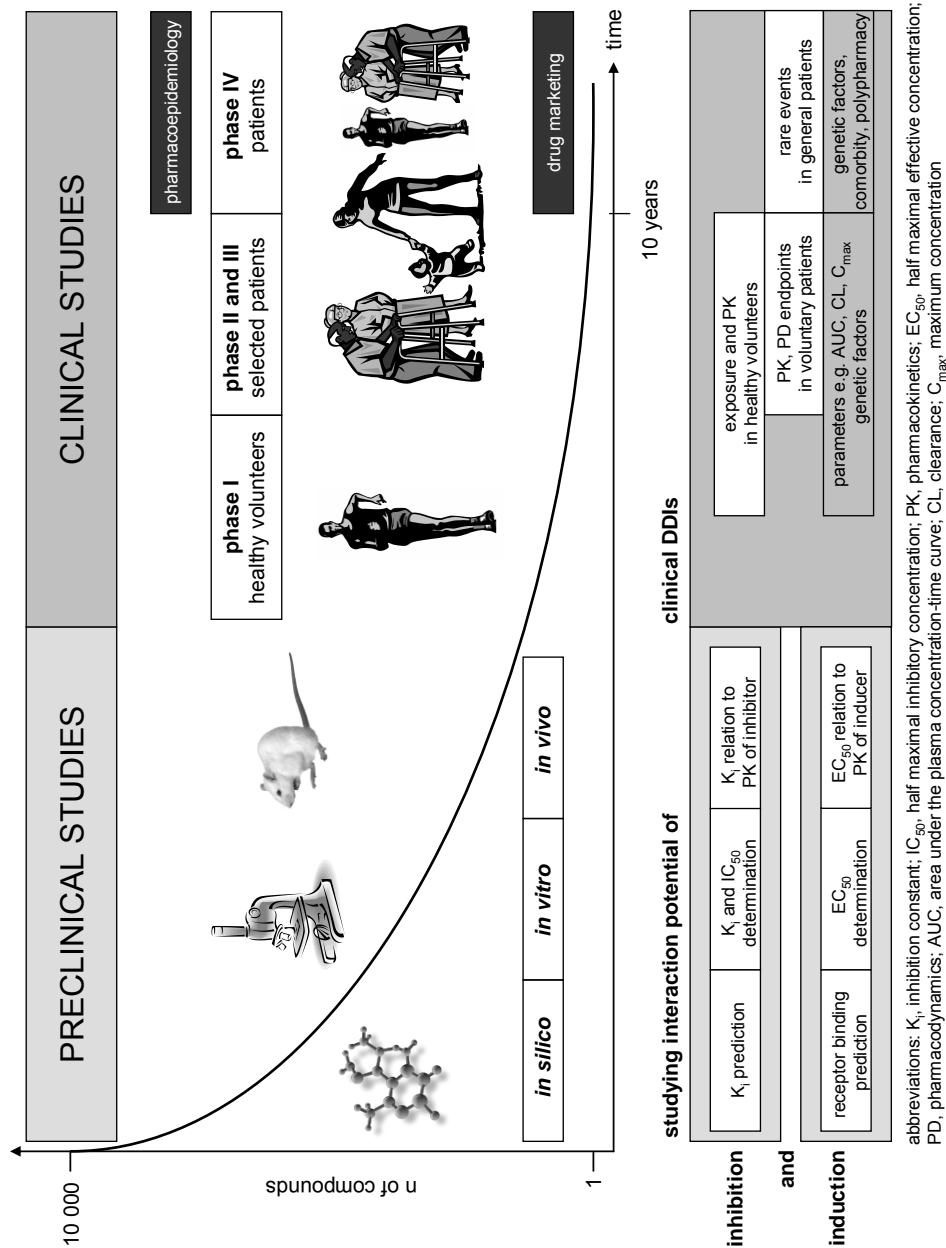 PRECLINICAL STUDIES
CLINICAL STUDIES
pharmacoepidemiology
phase I
healthy volunteers
phase II and III
selected patients
phase IV
patients
10 000
n of compounds
1
in silico
in vitro
in vivo
drug marketing
10 years
time
studying interaction potential of
clinical DDIs
inhibition
and
induction
Ki prediction
Ki and IC50
determination
Ki relation to
PK of inhibitor
receptor binding
prediction
EC50
determination
EC50 relation to
PK of inducer
exposure and PK
in healthy volunteers
PK, PD endpoints
in voluntary patients
parameters e.g. AUC, CL, Cmax
genetic factors
rare events
in general patients
genetic factors,
comorbity, polypharmacy
abbreviations: Ki, inhibition constant; IC50, half maximal inhibitory concentration; PK, pharmacokinetics; EC50, half maximal effective concentration;
PD, pharmacodynamics; AUC, area under the plasma concentration-time curve; CL, clearance; Cmax, maximum concentration